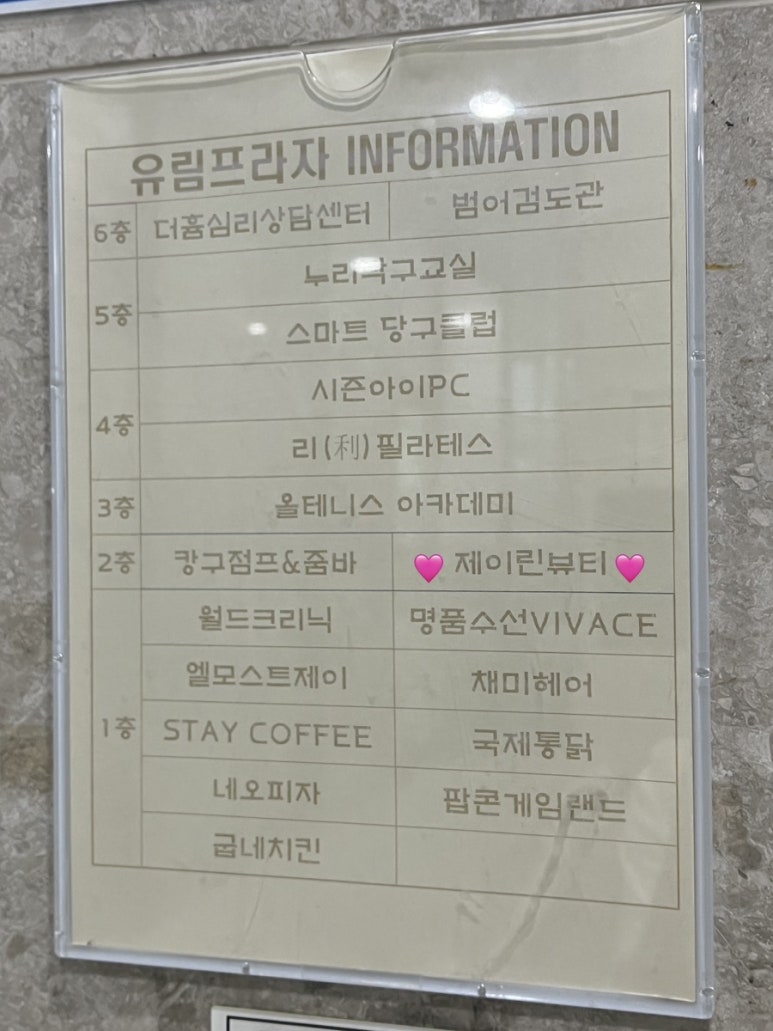 유림프라자 INFORMATION
6층 더흄심리상담센터 범어검도관
5층 누리탁구교실
스마트 당구클럽
4층 시즌아이PC
리(利)필라테스
3층 올테니스 아카데미
2층 캉구점프&줌바 🩷 제이린뷰티 🩷
1층 월드크리닉 명품수선VIVACE
엘모스트제이 채미헤어
STAY COFFEE 국제통닭
네오피자 팝콘게임랜드
굽네치킨